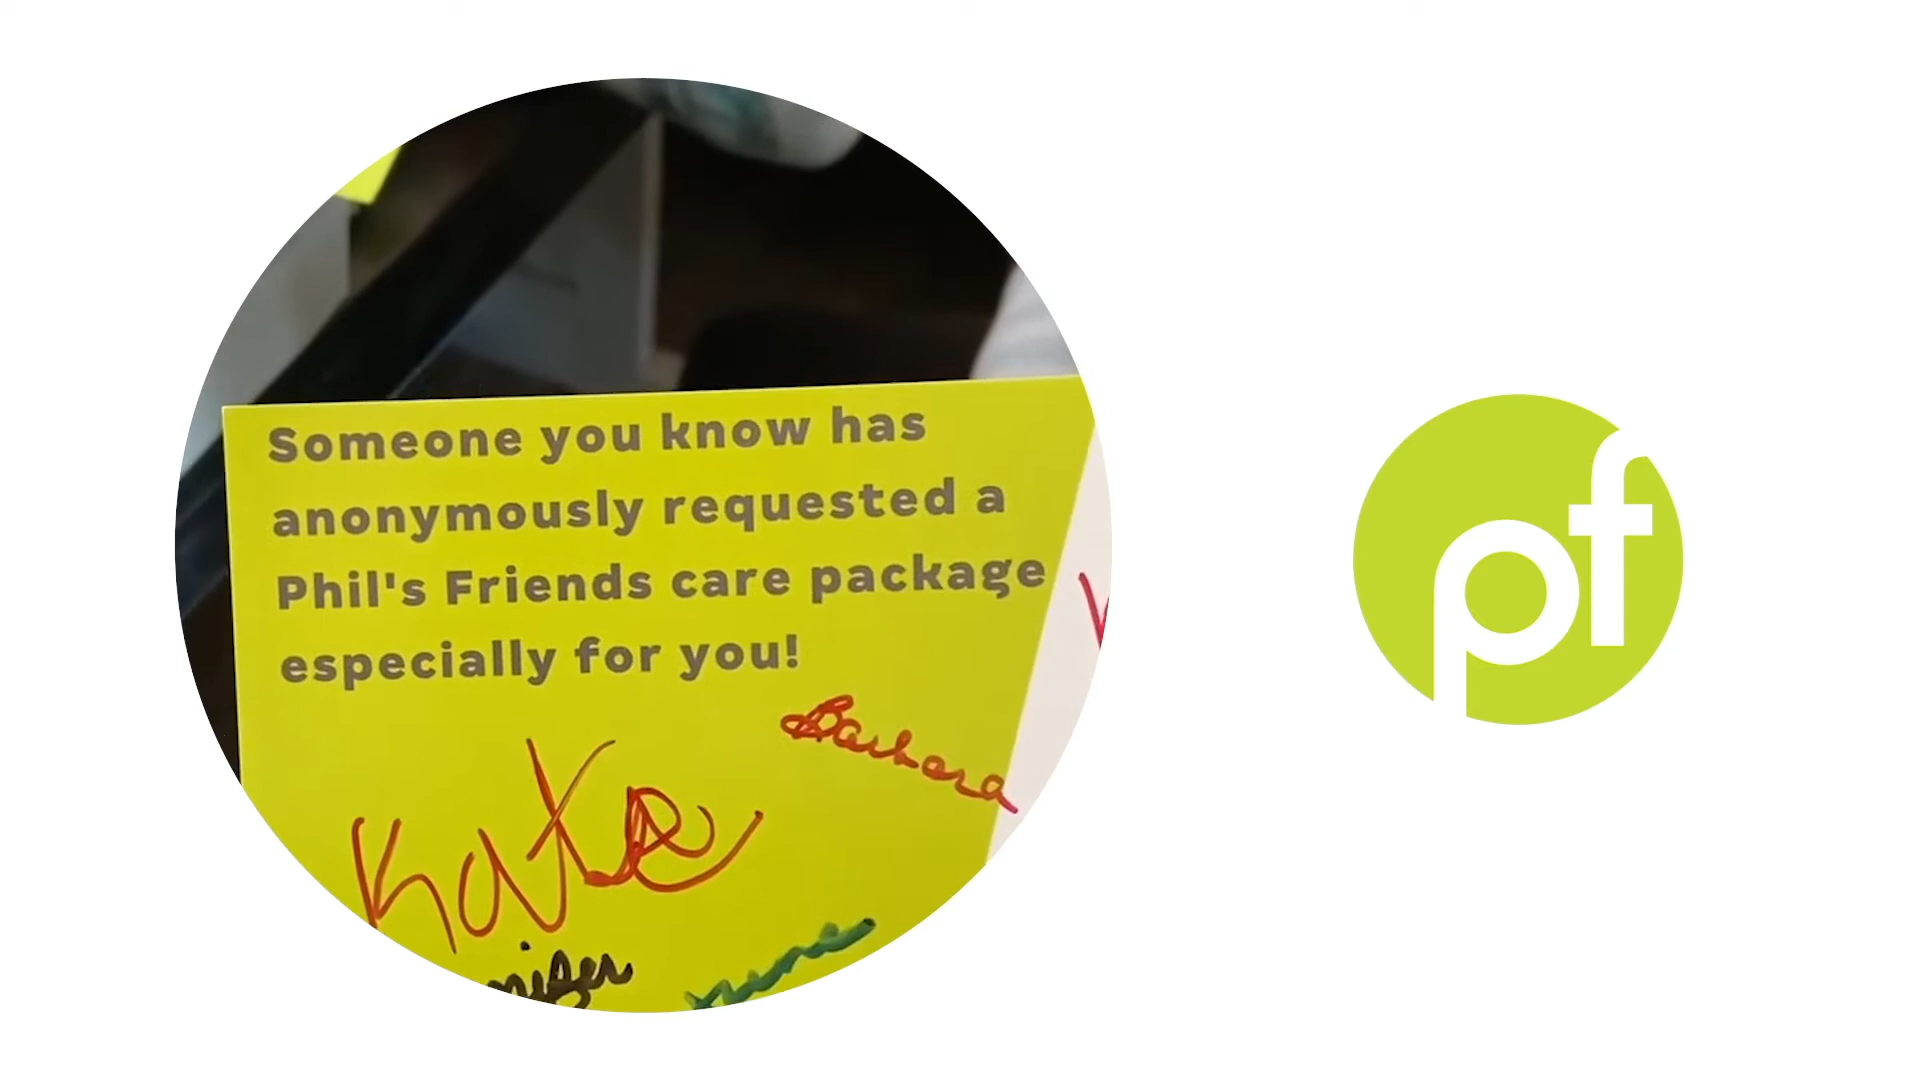 Someone you know has
anonymously requested a
Phil's Friends care package
especially for you!
Barbara
Kate
pf